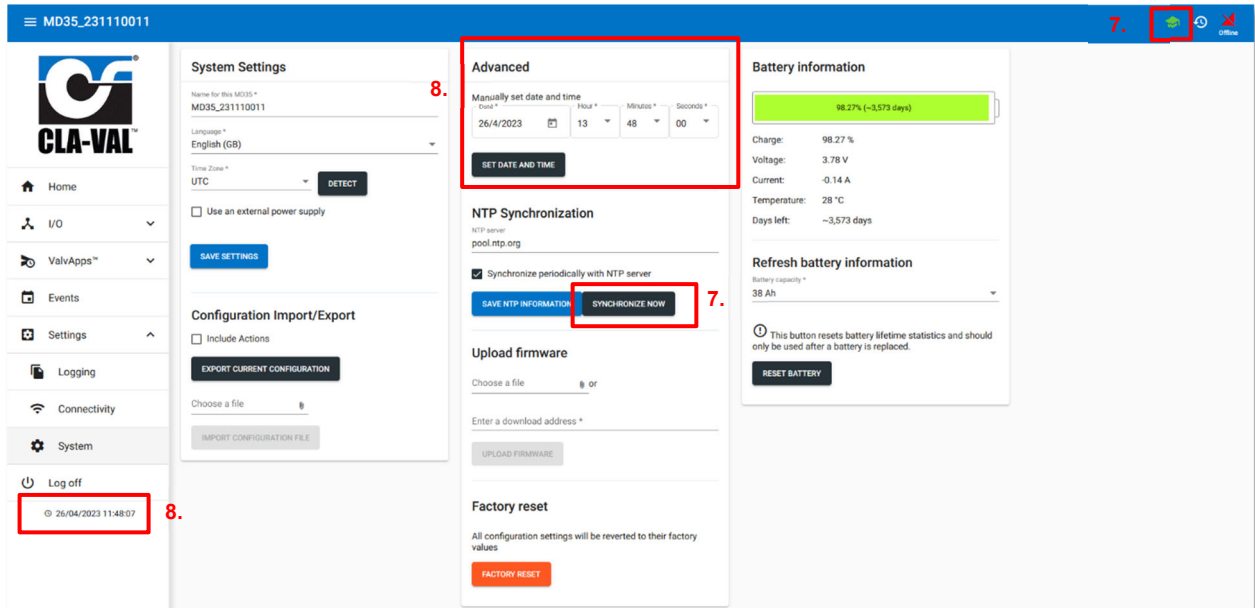 MD35_231110011
7.
Offline
CLA-VAL
Home
I/O
ValvApps™
Events
Settings
Logging
Connectivity
System
Log off
26/04/2023 11:48:07
8.
System Settings
Name for this MD35 *
MD35_231110011
Language *
English (GB)
Time Zone *
UTC
DETECT
Use an external power supply
SAVE SETTINGS
Configuration Import/Export
Include Actions
EXPORT CURRENT CONFIGURATION
Choose a file
IMPORT CONFIGURATION FILE
8.
Advanced
Manually set date and time
Date * Hour * Minutes * Seconds *
26/4/2023 13 48 00
SET DATE AND TIME
NTP Synchronization
NTP server
pool.ntp.org
Synchronize periodically with NTP server
SAVE NTP INFORMATION SYNCHRONIZE NOW
7.
Upload firmware
Choose a file or
Enter a download address *
UPLOAD FIRMWARE
Factory reset
All configuration settings will be reverted to their factory
values
FACTORY RESET
Battery information
98.27% (~3,573 days)
Charge: 98.27 %
Voltage: 3.78 V
Current: -0.14 A
Temperature: 28 °C
Days left: ~3,573 days
Refresh battery information
Battery capacity *
38 Ah
This button resets battery lifetime statistics and should
only be used after a battery is replaced.
RESET BATTERY